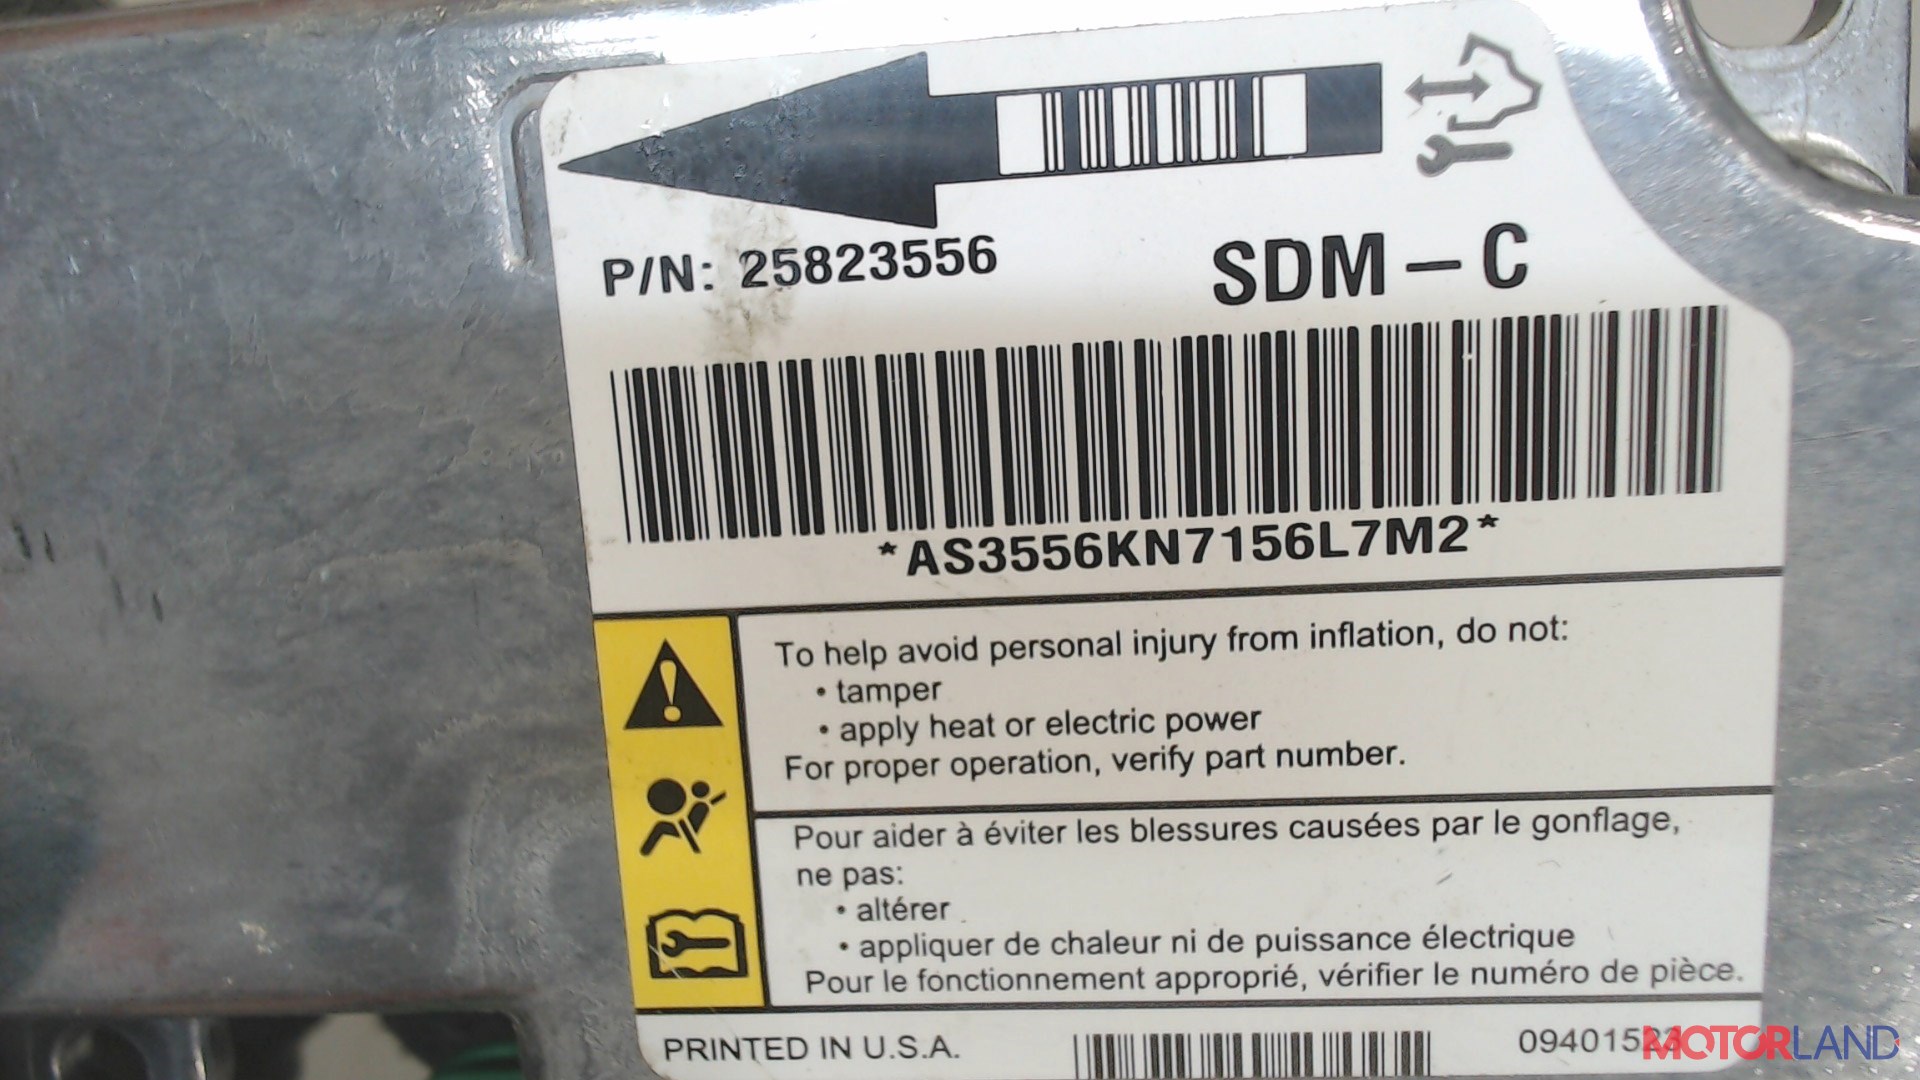 P/N: 25823556
SDM – C
*AS3556KN7156L7M2*
To help avoid personal injury from inflation, do not:
• tamper
• apply heat or electric power
For proper operation, verify part number.
Pour aider à éviter les blessures causées par le gonflage,
ne pas:
• altérer
• appliquer de chaleur ni de puissance électrique
Pour le fonctionnement approprié, vérifier le numéro de pièce.
PRINTED IN U.S.A.
MOTORLAND